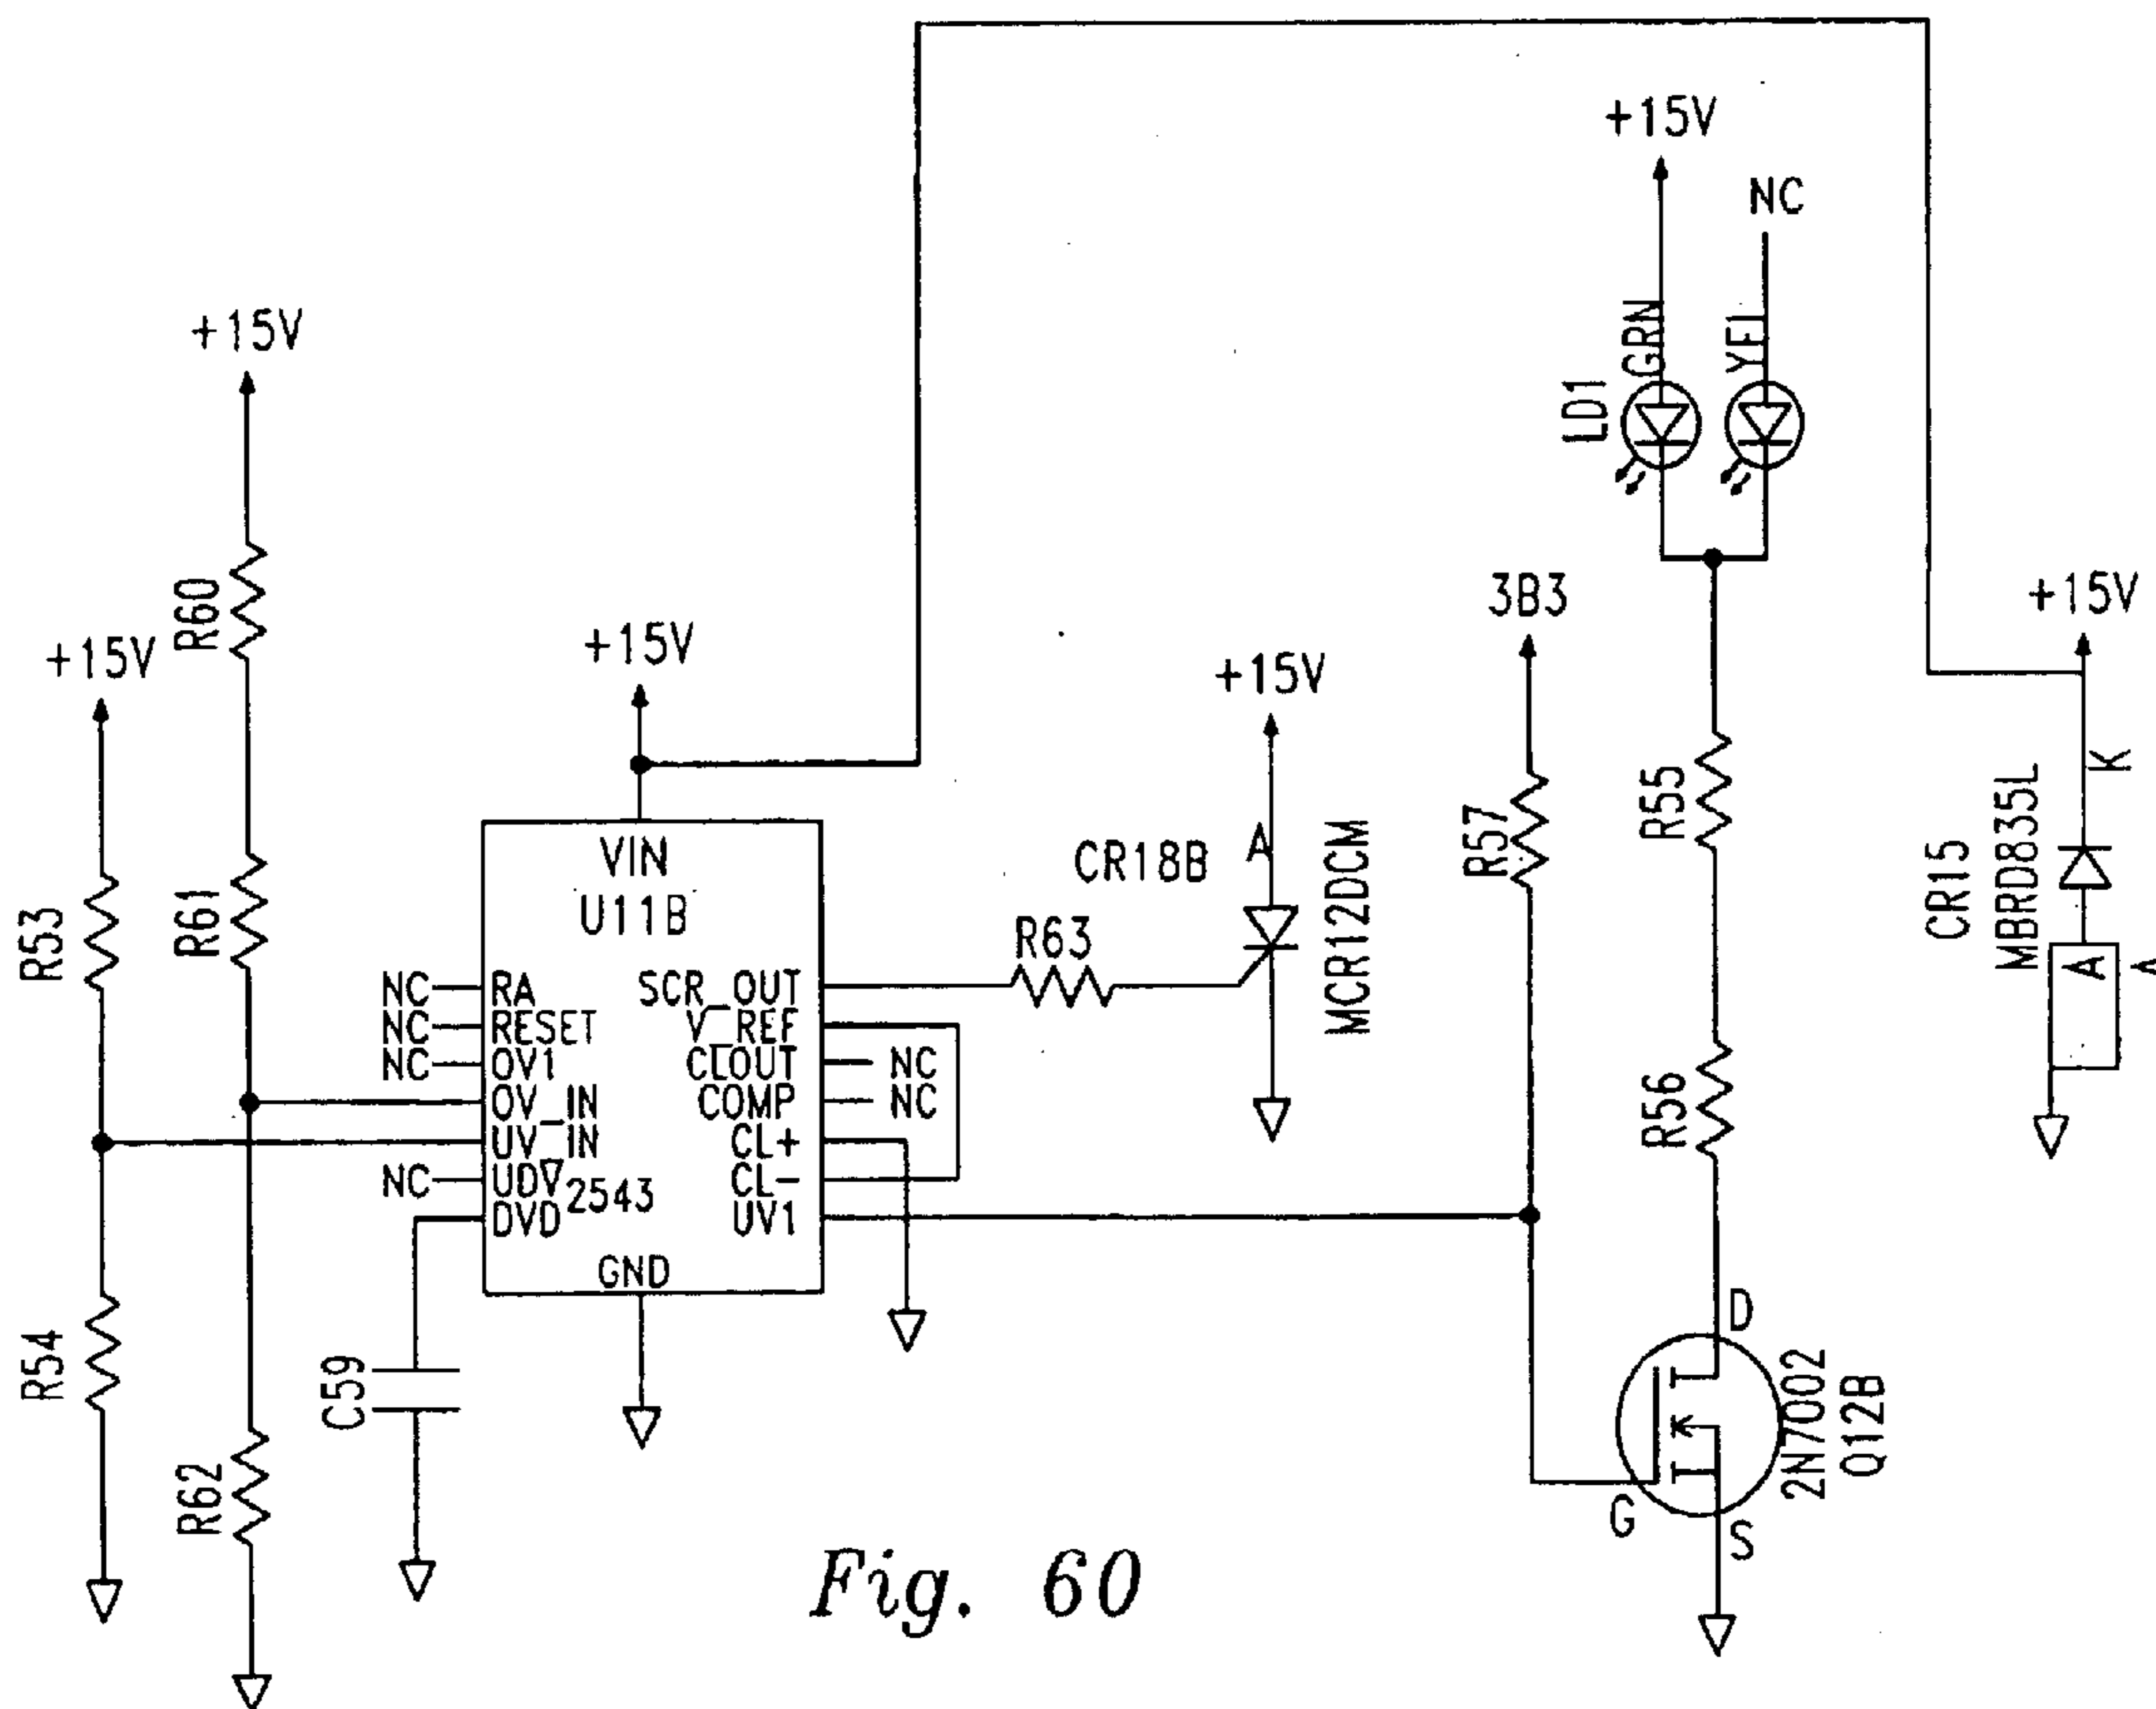 +15V
NC
GRN
YEL
LD1
+15V
R60
3B3
+15V
+15V
+15V
+15V
K
R55
R57
CR15
MBRD835L
CR18B
A
MCR12DCM
VIN
U11B
R53
R61
R63
NC RA
SCR_OUT
A
NC RESET
V_REF
NC OV1
CLOUT NC
OV_IN
COMP NC
R56
UV_IN
CL+
NC UDV
2543
CL-
DVD
UV1
GND
D
R54
C59
2N7002
Q12B
R62
G
S
Fig. 60